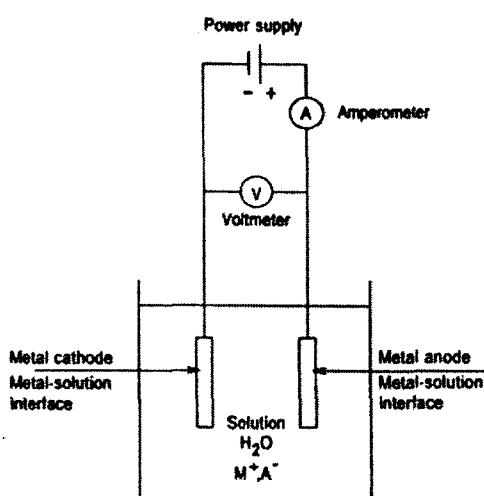 Power supply
- +
A
Amperometer
V
Voltmeter
Metal cathode
Metal-solution
interface
Metal anode
Metal-solution
interface
Solution
H₂O
M⁺,A⁻